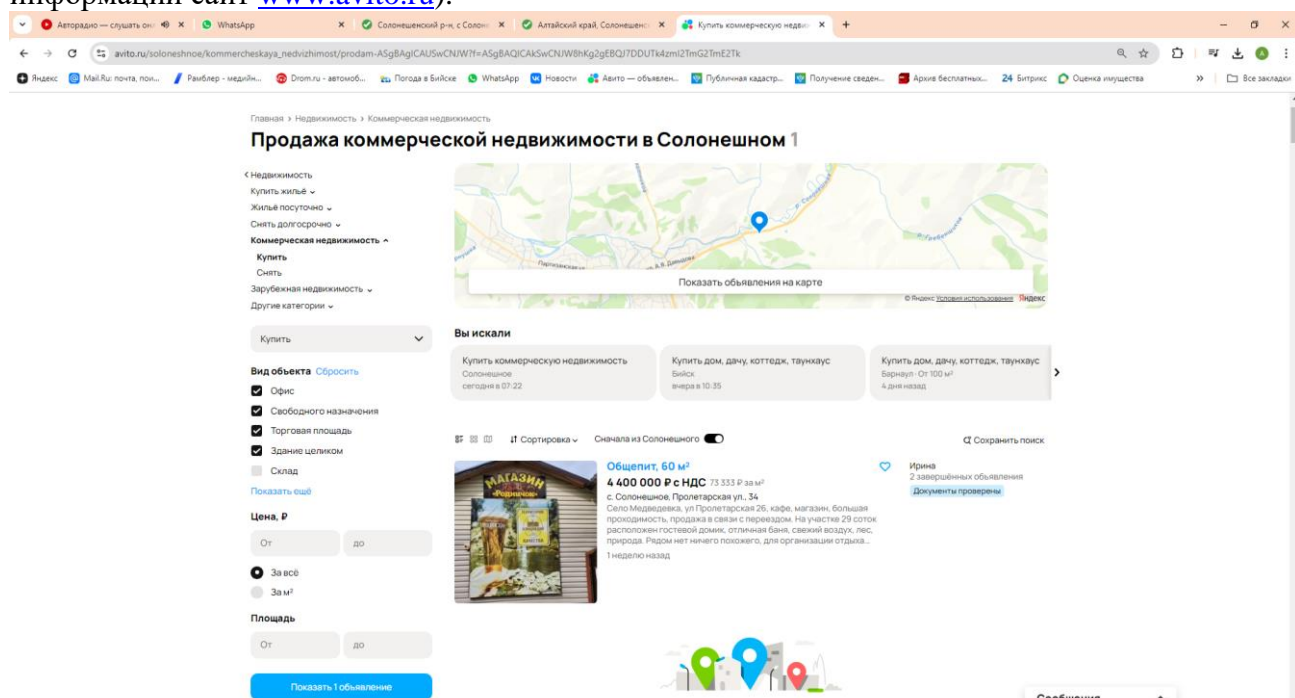 информации сайт www.avito.ru).
Авторадио — слушать онл
WhatsApp
Солонешенский р-н, с Солоне
Алтайский край, Солонешенс
Купить коммерческую недвиж
avito.ru/soloneshnoe/kommercheskaya_nedvizhimost/prodam-ASgBAgICAUSwCNJW?f=ASgBAQICAkSwCNJW8hKg2gEBQJ7DDUTk4zmI2TmG2TmE2Tk
Яндекс
Mail.Ru: почта, пои...
Рамблер - медийн...
Drom.ru - автомоб...
Погода в Бийске
WhatsApp
Новости
Авито — объявлен...
Публичная кадастр...
Получение сведен...
Архив бесплатных...
24 Битрикс
Оценка имущества
»
Все закладки
Главная › Недвижимость › Коммерческая недвижимость
Продажа коммерческой недвижимости в Солонешном 1
Недвижимость
Купить жильё
Жильё посуточно
Снять долгосрочно
Коммерческая недвижимость
Купить
Снять
Зарубежная недвижимость
Другие категории
Партизанская ул.
Показать объявления на карте
© Яндекс Условия использования Яндекс
Купить
Вид объекта Сбросить
Офис
Свободного назначения
Торговая площадь
Здание целиком
Склад
Показать ещё
Цена, ₽
От
до
За всё
За м²
Площадь
От
до
Показать 1 объявление
Вы искали
Купить коммерческую недвижимость
Солонешное
сегодня в 07:22
Купить дом, дачу, коттедж, таунхаус
Бийск
вчера в 10:35
Купить дом, дачу, коттедж, таунхаус
Барнаул · От 100 м²
4 дня назад
Сортировка
Сначала из Солонешного
Сохранить поиск
МАГАЗИН
«Родничок»
Общепит, 60 м²
4 400 000 ₽ с НДС 73 333 ₽ за м²
с. Солонешное, Пролетарская ул., 34
Село Медведевка, ул Пролетарская 26, кафе, магазин, большая
проходимость, продажа в связи с переездом. На участке 29 соток
расположен гостевой домик, отличная баня, свежий воздух, лес,
природа. Рядом нет ничего похожего, для организации отдыха...
1 неделю назад
Ирина
2 завершённых объявления
Документы проверены
Сообщения